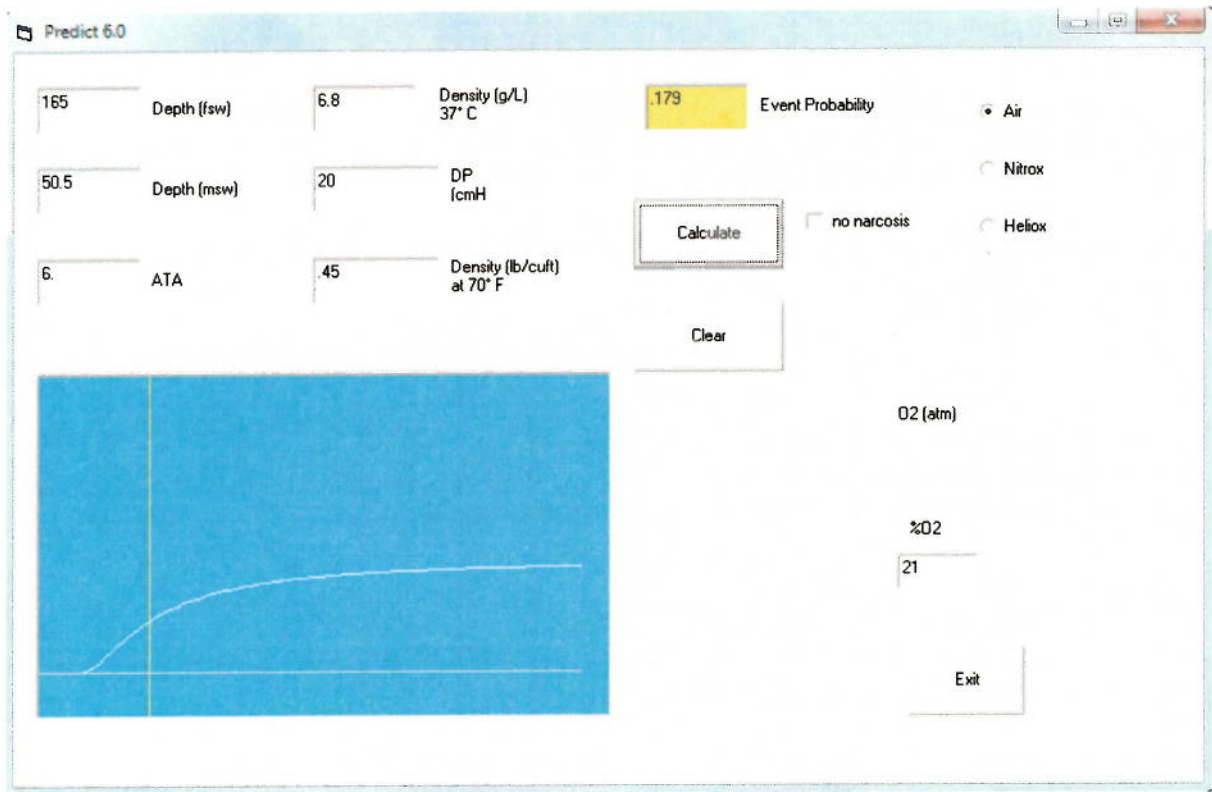 Predict 6.0
165 Depth (fsw)
6.8 Density (g/L)
37° C
.179 Event Probability
Air
50.5 Depth (msw)
20 DP
(cmH
Nitrox
Calculate
no narcosis
Heliox
6. ATA
.45 Density (lb/cuft)
at 70° F
Clear
O2 (atm)
%O2
21
Exit